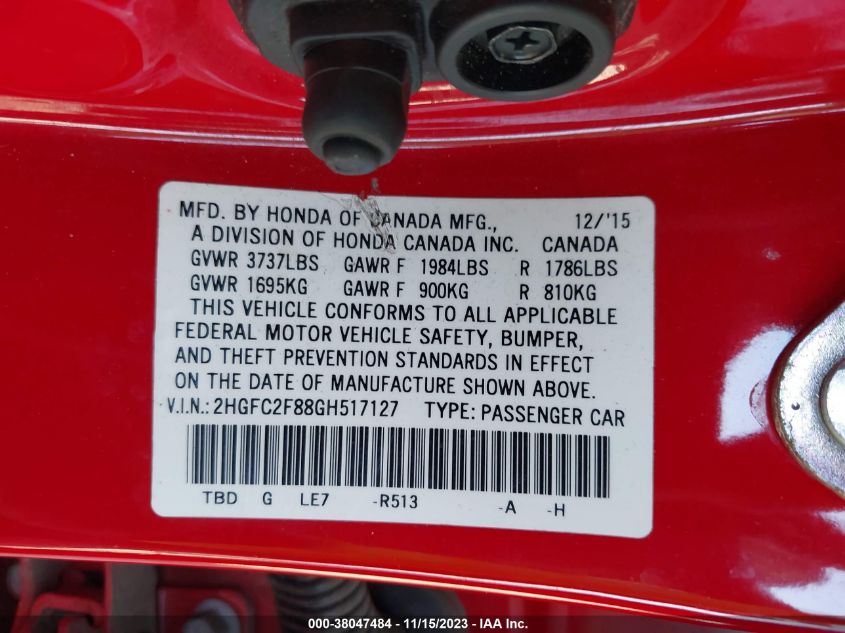 MFD. BY HONDA OF CANADA MFG., 12/'15
A DIVISION OF HONDA CANADA INC. CANADA
GVWR 3737LBS GAWR F 1984LBS R 1786LBS
GVWR 1695KG GAWR F 900KG R 810KG
THIS VEHICLE CONFORMS TO ALL APPLICABLE
FEDERAL MOTOR VEHICLE SAFETY, BUMPER,
AND THEFT PREVENTION STANDARDS IN EFFECT
ON THE DATE OF MANUFACTURE SHOWN ABOVE.
V.I.N.: 2HGFC2F88GH517127 TYPE: PASSENGER CAR
TBD G LE7 -R513 -A -H
000-38047484 - 11/15/2023 - IAA Inc.